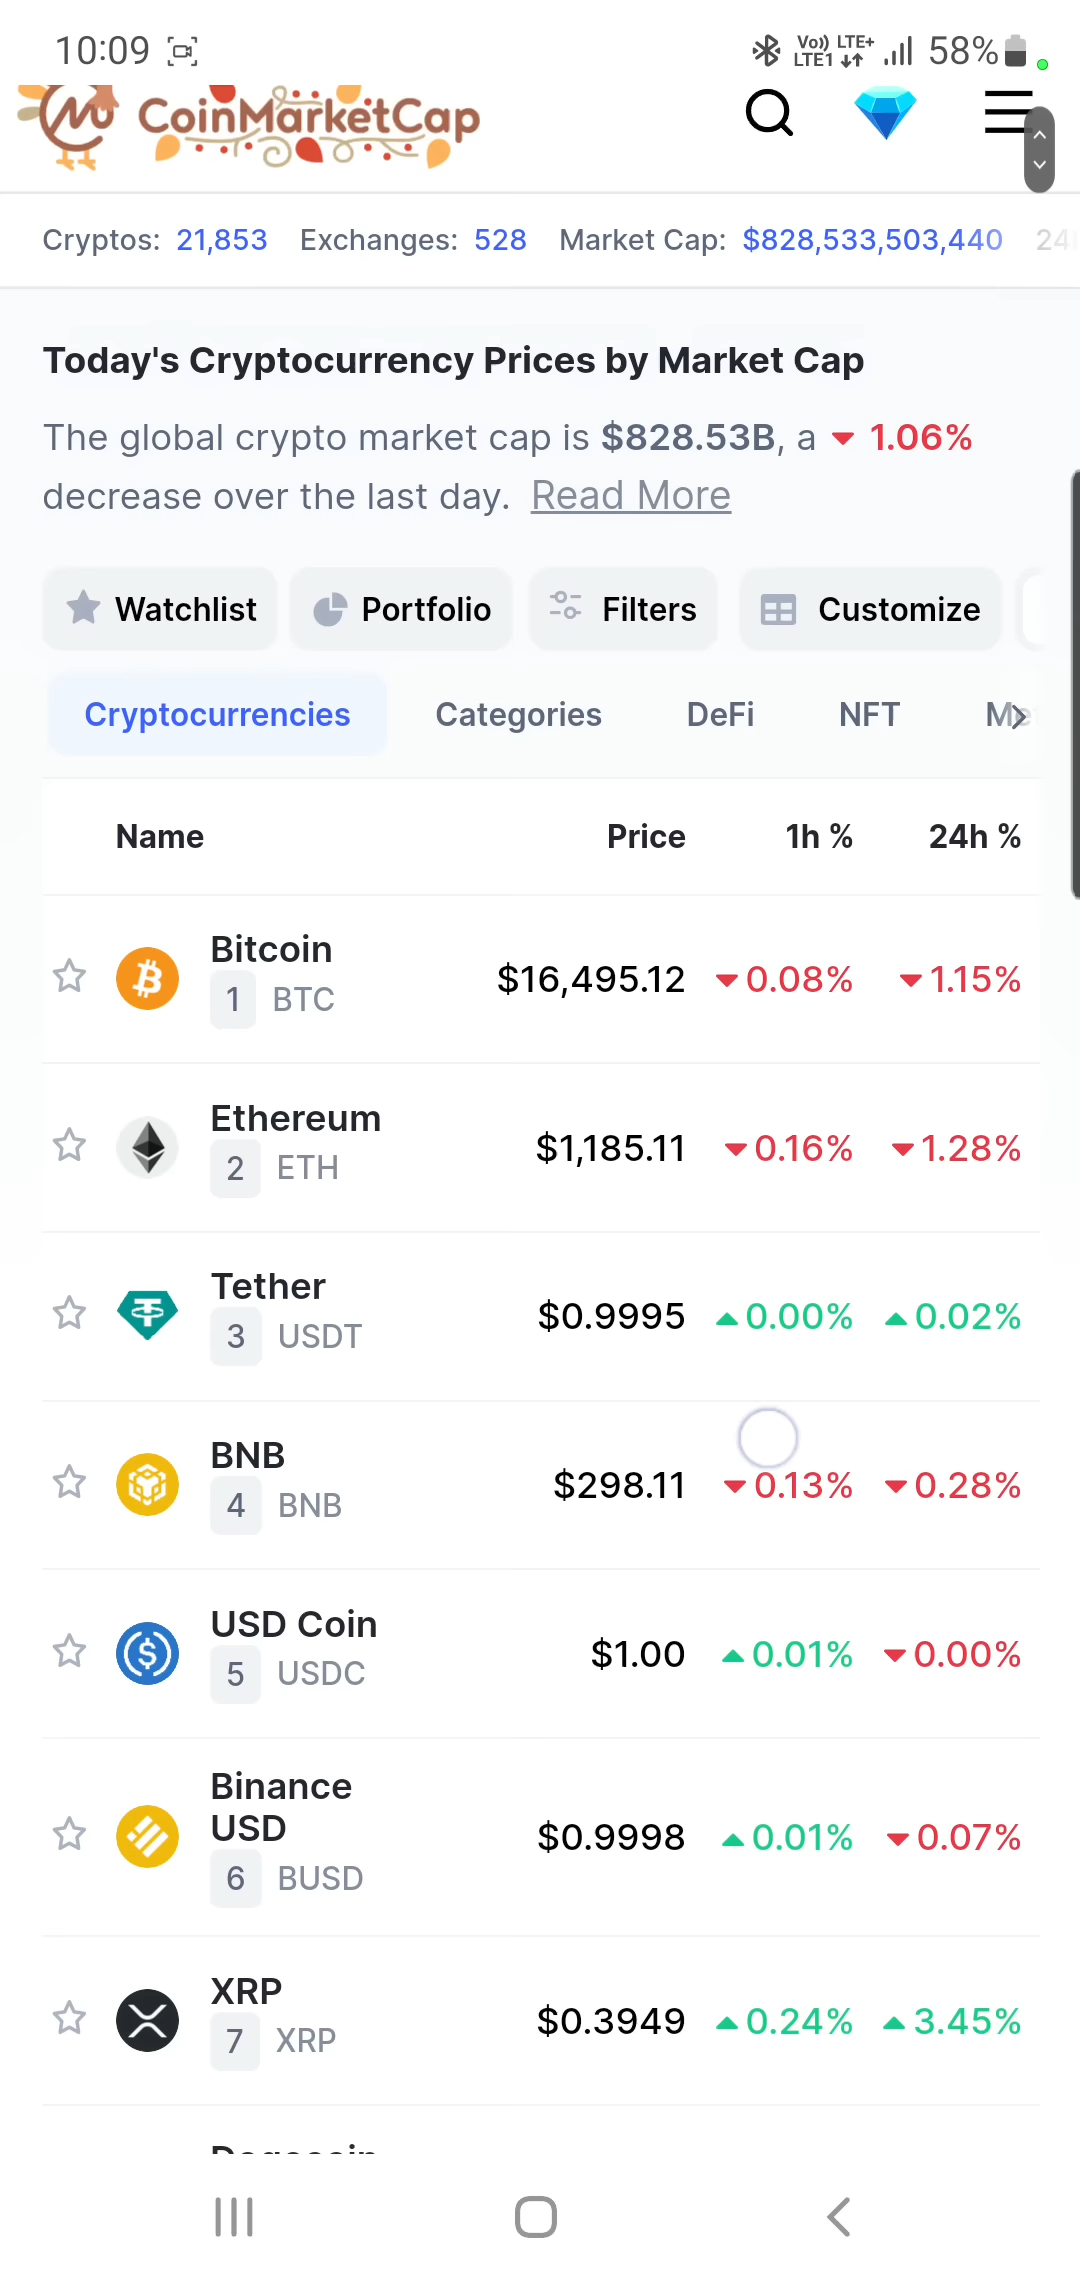 10:09 Vo)) LTE+ LTE1 58%
CoinMarketCap
Cryptos: 21,853 Exchanges: 528 Market Cap: $828,533,503,440 24
Today's Cryptocurrency Prices by Market Cap
The global crypto market cap is $828.53B, a 1.06%
decrease over the last day. Read More
Watchlist Portfolio Filters Customize
Cryptocurrencies Categories DeFi NFT Me
Name Price 1h % 24h %
Bitcoin
1 BTC $16,495.12 0.08% 1.15%
Ethereum
2 ETH $1,185.11 0.16% 1.28%
Tether
3 USDT $0.9995 0.00% 0.02%
BNB
4 BNB $298.11 0.13% 0.28%
USD Coin
5 USDC $1.00 0.01% 0.00%
Binance
USD
6 BUSD $0.9998 0.01% 0.07%
XRP
7 XRP $0.3949 0.24% 3.45%